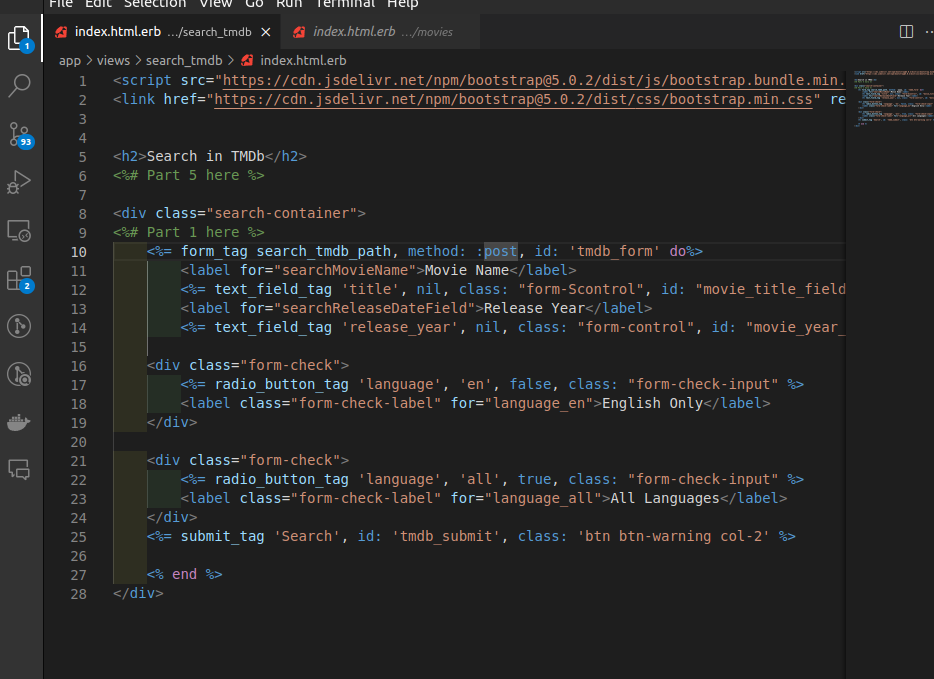 File Edit Selection View Go Run Terminal Help
index.html.erb .../search_tmdb × index.html.erb .../movies
app > views > search_tmdb > index.html.erb
1 <script src="https://cdn.jsdelivr.net/npm/bootstrap@5.0.2/dist/js/bootstrap.bundle.min.
2 <link href="https://cdn.jsdelivr.net/npm/bootstrap@5.0.2/dist/css/bootstrap.min.css" re
3
4
5 <h2>Search in TMDb</h2>
6 <%# Part 5 here %>
7
8 <div class="search-container">
9 <%# Part 1 here %>
10 <%= form_tag search_tmdb_path, method: :post, id: 'tmdb_form' do%>
11 <label for="searchMovieName">Movie Name</label>
12 <%= text_field_tag 'title', nil, class: "form-Scontrol", id: "movie_title_field
13 <label for="searchReleaseDateField">Release Year</label>
14 <%= text_field_tag 'release_year', nil, class: "form-control", id: "movie_year_
15
16 <div class="form-check">
17 <%= radio_button_tag 'language', 'en', false, class: "form-check-input" %>
18 <label class="form-check-label" for="language_en">English Only</label>
19 </div>
20
21 <div class="form-check">
22 <%= radio_button_tag 'language', 'all', true, class: "form-check-input" %>
23 <label class="form-check-label" for="language_all">All Languages</label>
24 </div>
25 <%= submit_tag 'Search', id: 'tmdb_submit', class: 'btn btn-warning col-2' %>
26
27 <% end %>
28 </div>
1
93
2